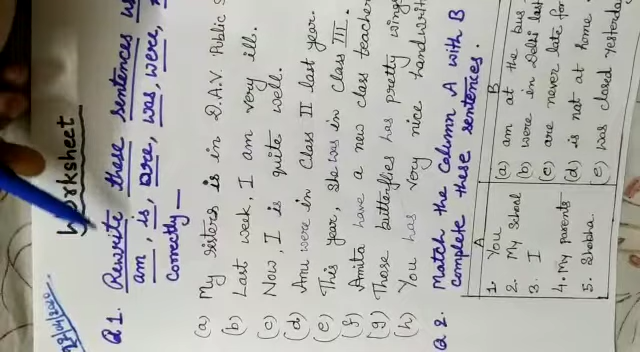 Worksheet
Q1. Rewrite these sentences
am, is, are, was, were,
Correctly –
(a) My sisters is in D.A.V. Public
(b) Last week, I am very ill.
(c) Now, I is quite well.
(d) Anu were in Class II last year.
(e) This year, she was in Class III.
(f) Amita have a new class teacher
(g) Those butterflies has pretty wings
(h) You has very nice handwriting
Q2. Match the Column A with B
Complete these sentences.
A B
1. You (a) am at the bus
2. My School (b) were in Delhi last
3. I (c) are never late for
4. My parents (d) is not at home.
5. Shobha. (e) was closed yesterday